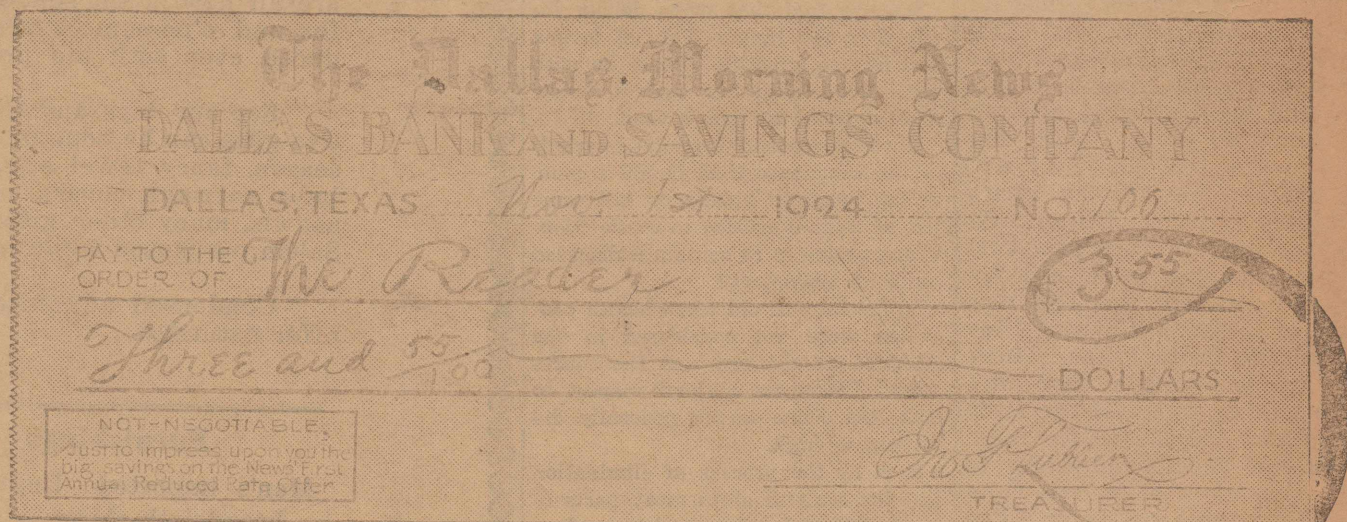 The Dallas Morning News
DALLAS BANK AND SAVINGS COMPANY
DALLAS, TEXAS Nov. 1st 1924 NO. 106
PAY TO THE
ORDER OF The Reader $3.55
Three and 55/100 DOLLARS
NOT-NEGOTIABLE.
Just to impress upon you the
big savings on the News' First
Annual Reduced Rate Offer
Jno
TREASURER